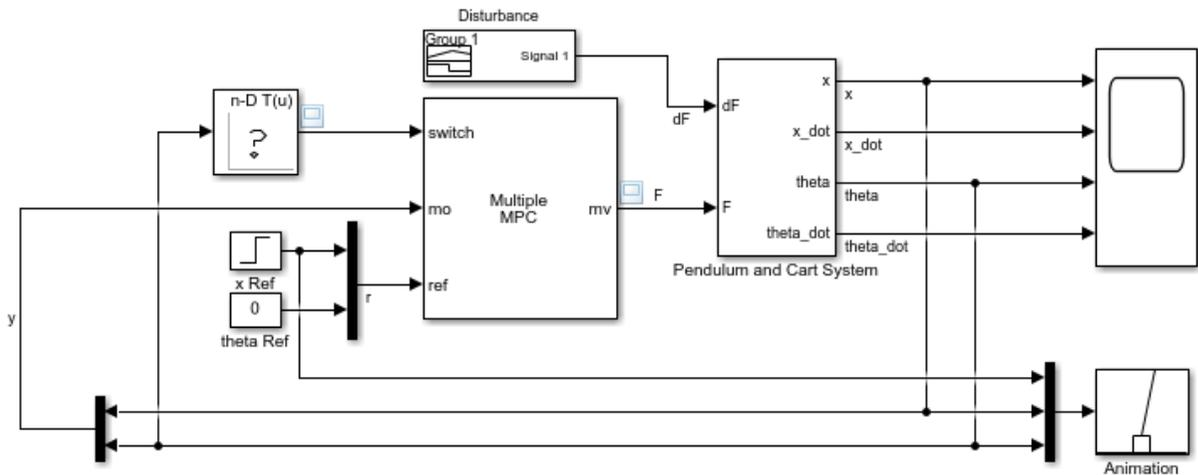 Disturbance
Group 1
Signal 1
n-D T(u)
?
switch
mo
ref
Multiple
MPC
mv
F
dF
dF
F
x
x_dot
theta
theta_dot
x
x_dot
theta
theta_dot
Pendulum and Cart System
x Ref
0
theta Ref
r
y
Animation